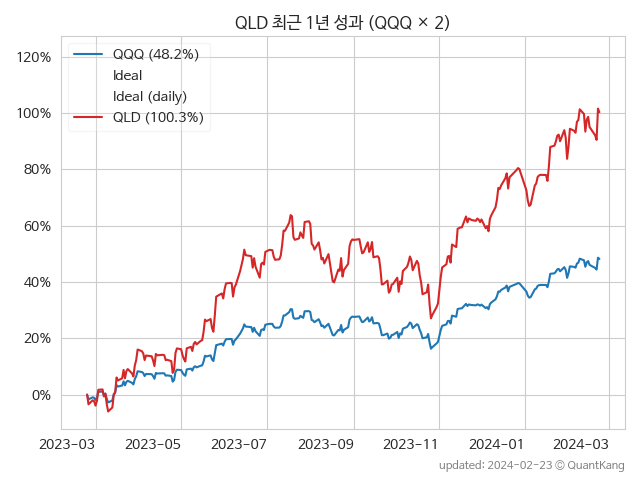 QLD 최근 1년 성과 (QQQ × 2)
120%
100%
80%
60%
40%
20%
0%
QQQ (48.2%)
Ideal
Ideal (daily)
QLD (100.3%)
2023-03 2023-05 2023-07 2023-09 2023-11 2024-01 2024-03
updated: 2024-02-23 ⓒ QuantKang